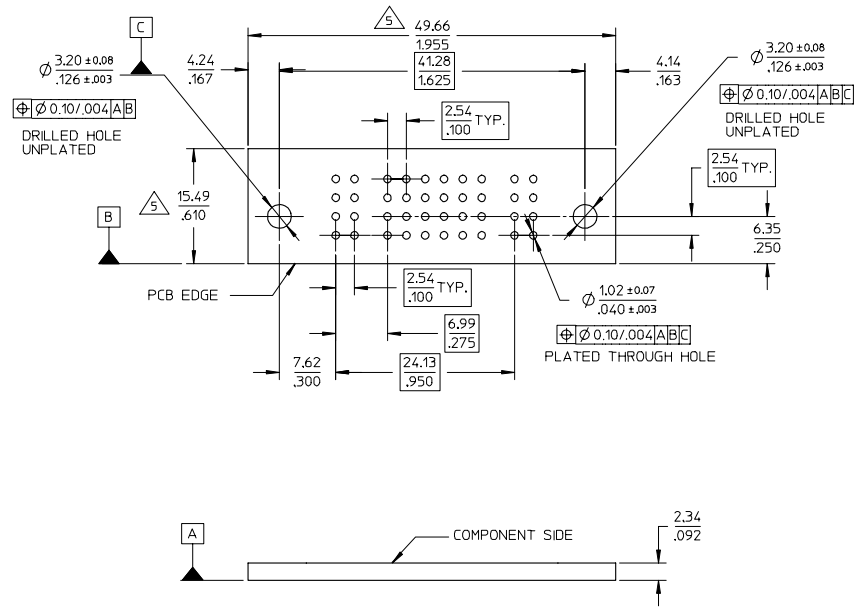 C
5
49.66
1.955
⌀ 3.20 ±0.08
.126 ±.003
4.24
.167
41.28
1.625
4.14
.163
⌀ 3.20 ±0.08
.126 ±.003
⌖ ⌀ 0.10/.004 A B
DRILLED HOLE
UNPLATED
2.54 TYP.
.100
⌖ ⌀ 0.10/.004 A B C
DRILLED HOLE
UNPLATED
2.54 TYP.
.100
5
15.49
.610
B
6.35
.250
PCB EDGE
2.54 TYP.
.100
⌀ 1.02 ±0.07
.040 ±.003
6.99
.275
⌖ ⌀ 0.10/.004 A B C
PLATED THROUGH HOLE
7.62
.300
24.13
.950
A
COMPONENT SIDE
2.34
.092